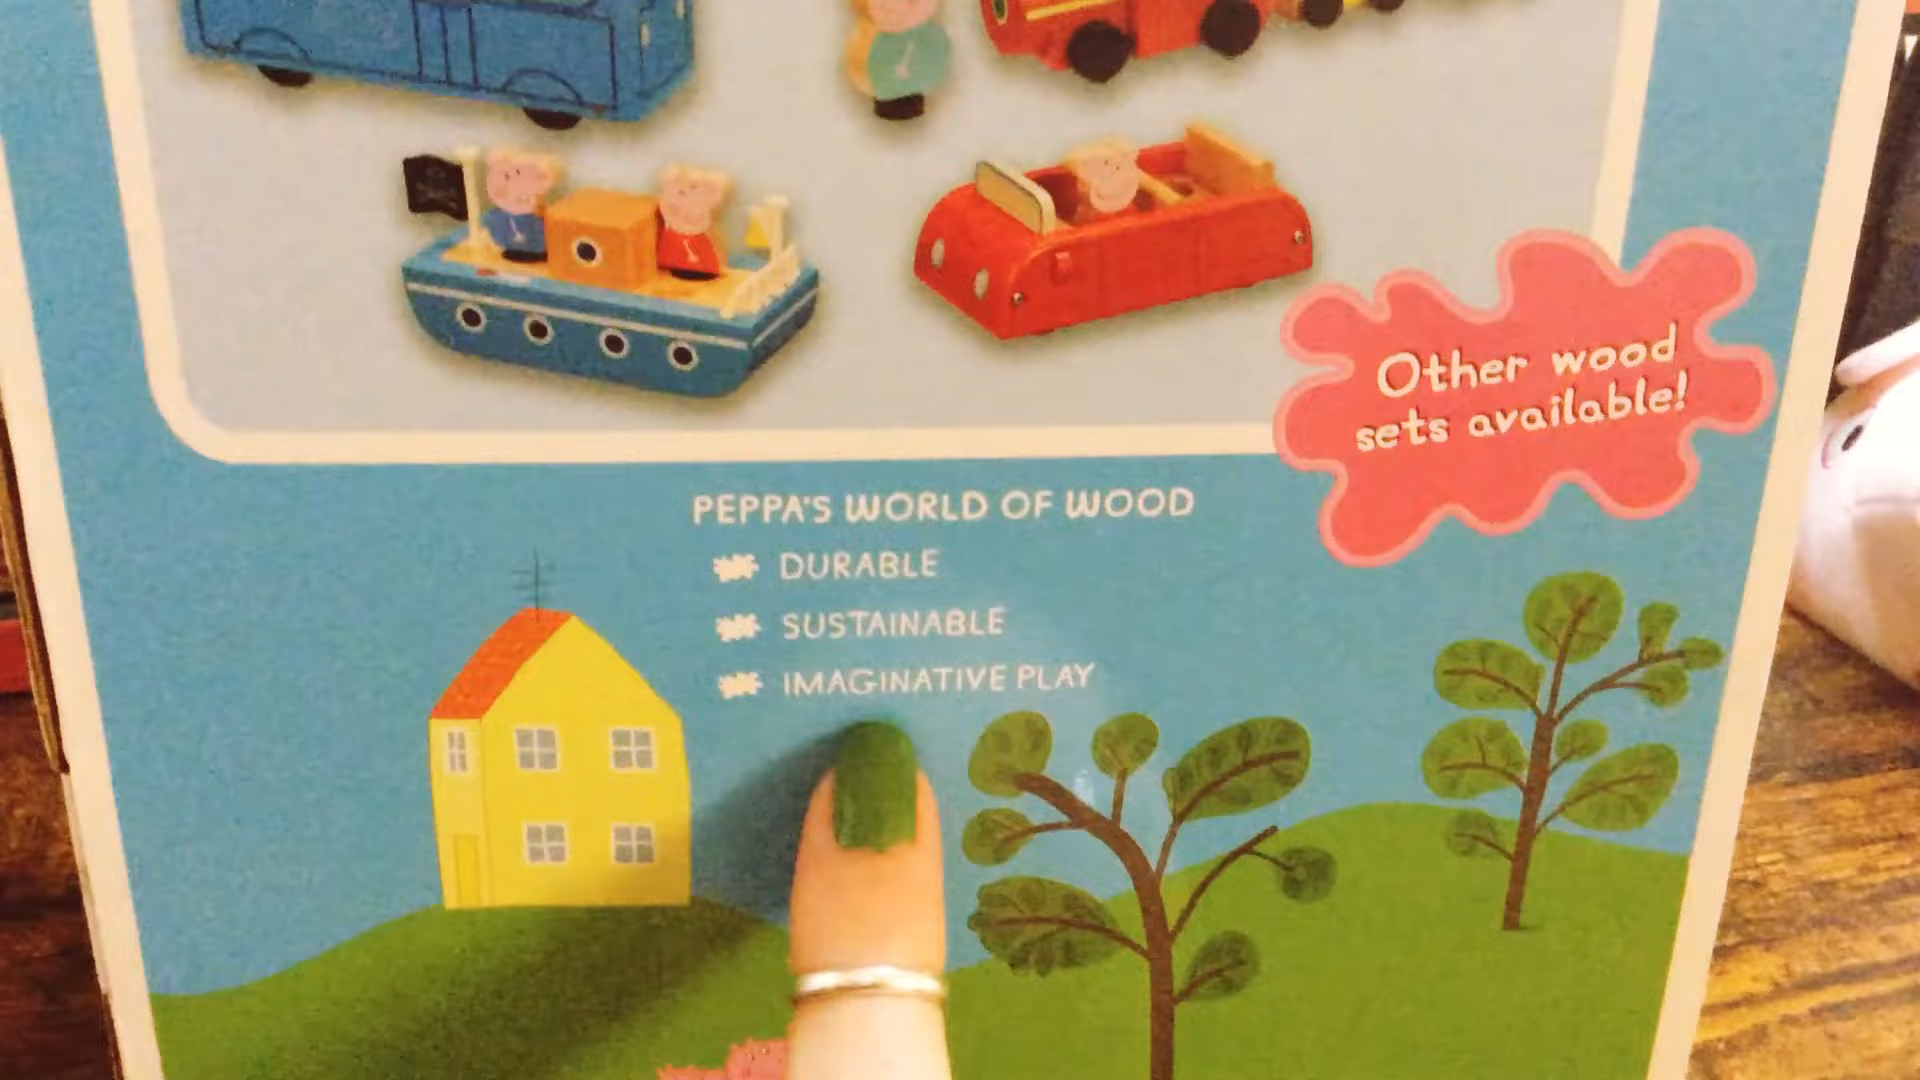 Other wood
sets available!
PEPPA'S WORLD OF WOOD
DURABLE
SUSTAINABLE
IMAGINATIVE PLAY